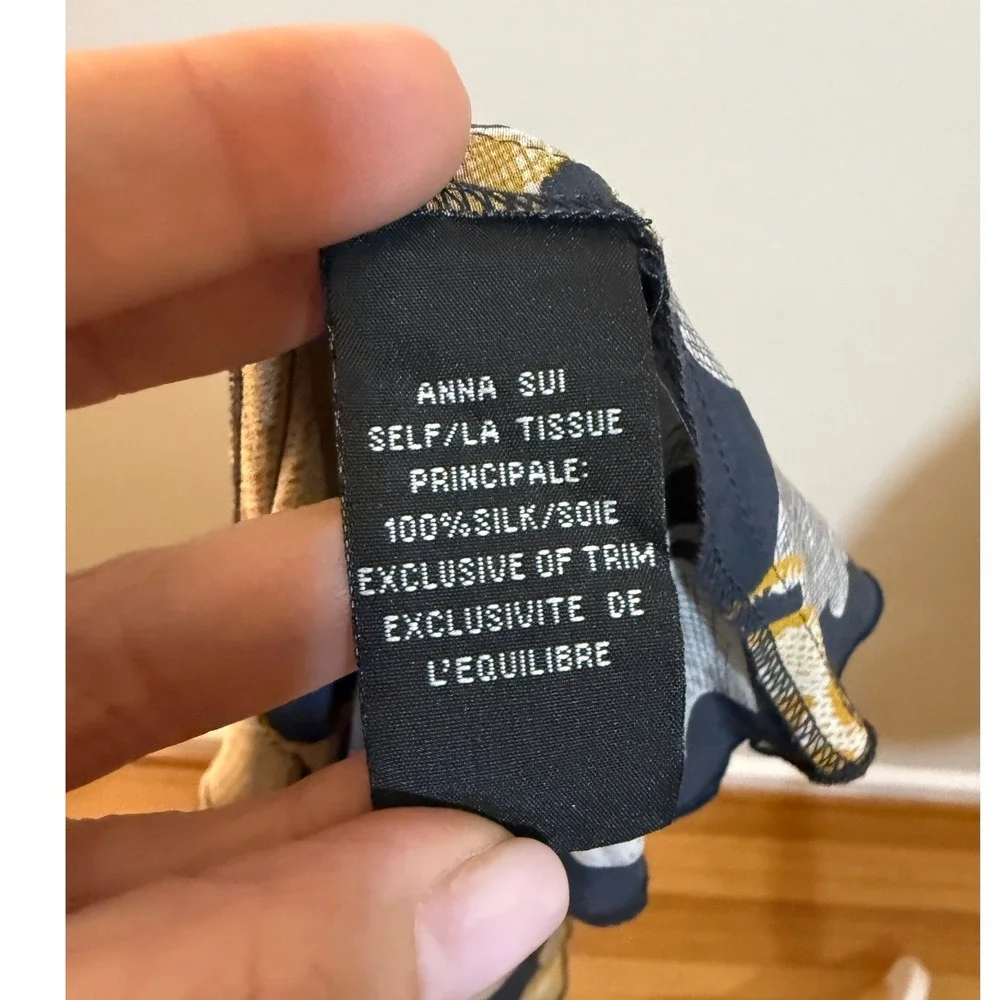 ANNA SUI
SELF/LA TISSUE
PRINCIPALE:
100%SILK/SOIE
EXCLUSIVE OF TRIM
EXCLUSIVITE DE
L'EQUILIBRE